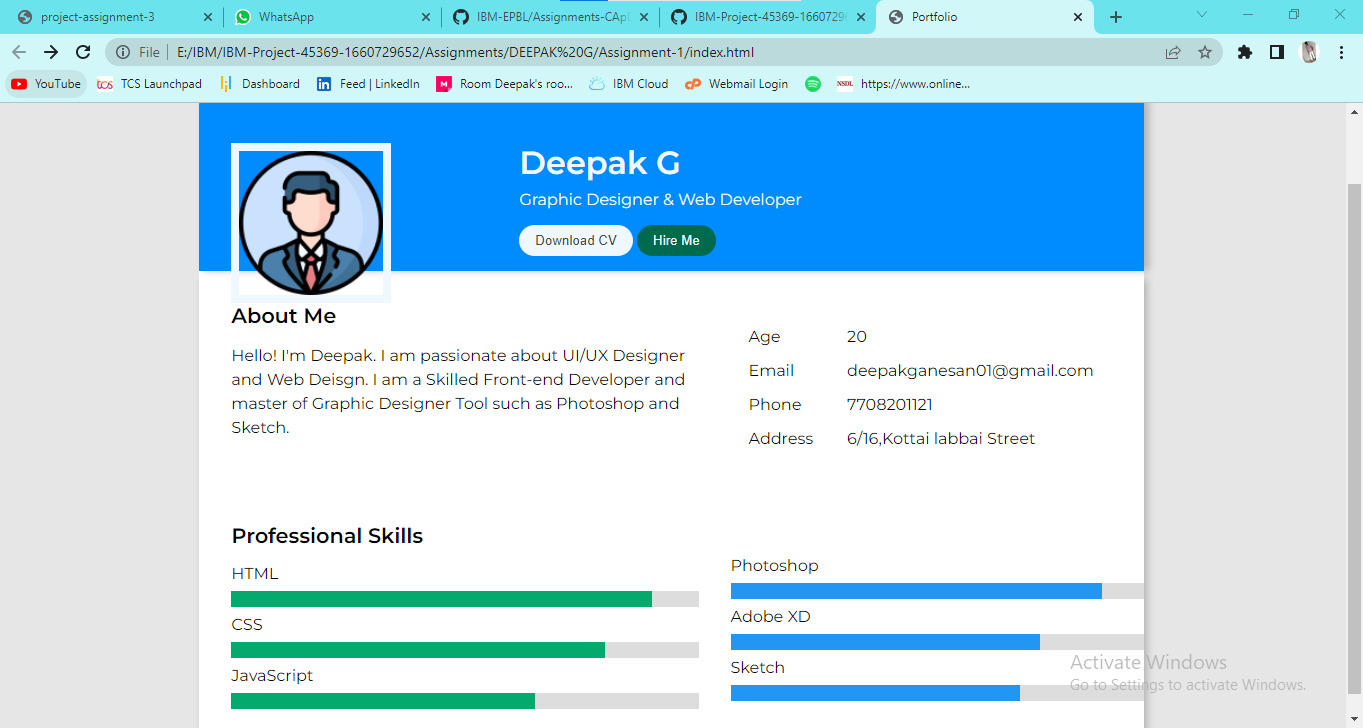 project-assignment-3
WhatsApp
IBM-EPBL/Assignments-CAp
IBM-Project-45369-16607296
Portfolio
File
E:/IBM/IBM-Project-45369-1660729652/Assignments/DEEPAK%20G/Assignment-1/index.html
YouTube
TCS Launchpad
Dashboard
Feed | LinkedIn
Room Deepak's roo...
IBM Cloud
Webmail Login
https://www.online...
Deepak G
Graphic Designer & Web Developer
Download CV
Hire Me
About Me
Hello! I'm Deepak. I am passionate about UI/UX Designer
and Web Deisgn. I am a Skilled Front-end Developer and
master of Graphic Designer Tool such as Photoshop and
Sketch.
Age 20
Email deepakganesan01@gmail.com
Phone 7708201121
Address 6/16,Kottai labbai Street
Professional Skills
HTML
CSS
JavaScript
Photoshop
Adobe XD
Sketch
Activate Windows
Go to Settings to activate Windows.